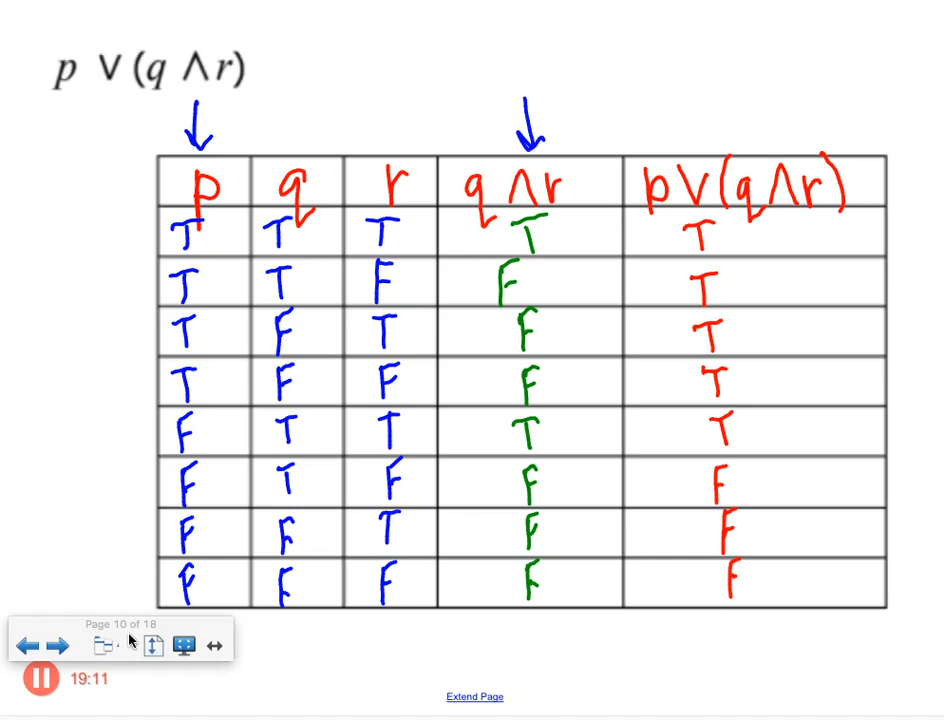 p ∨ (q ∧ r)
p q r q ∧ r p ∨ (q ∧ r)
T T T T T
T T F F T
T F T F T
T F F F T
F T T T T
F T F F F
F F T F F
F F F F F
Page 10 of 18
19:11
Extend Page